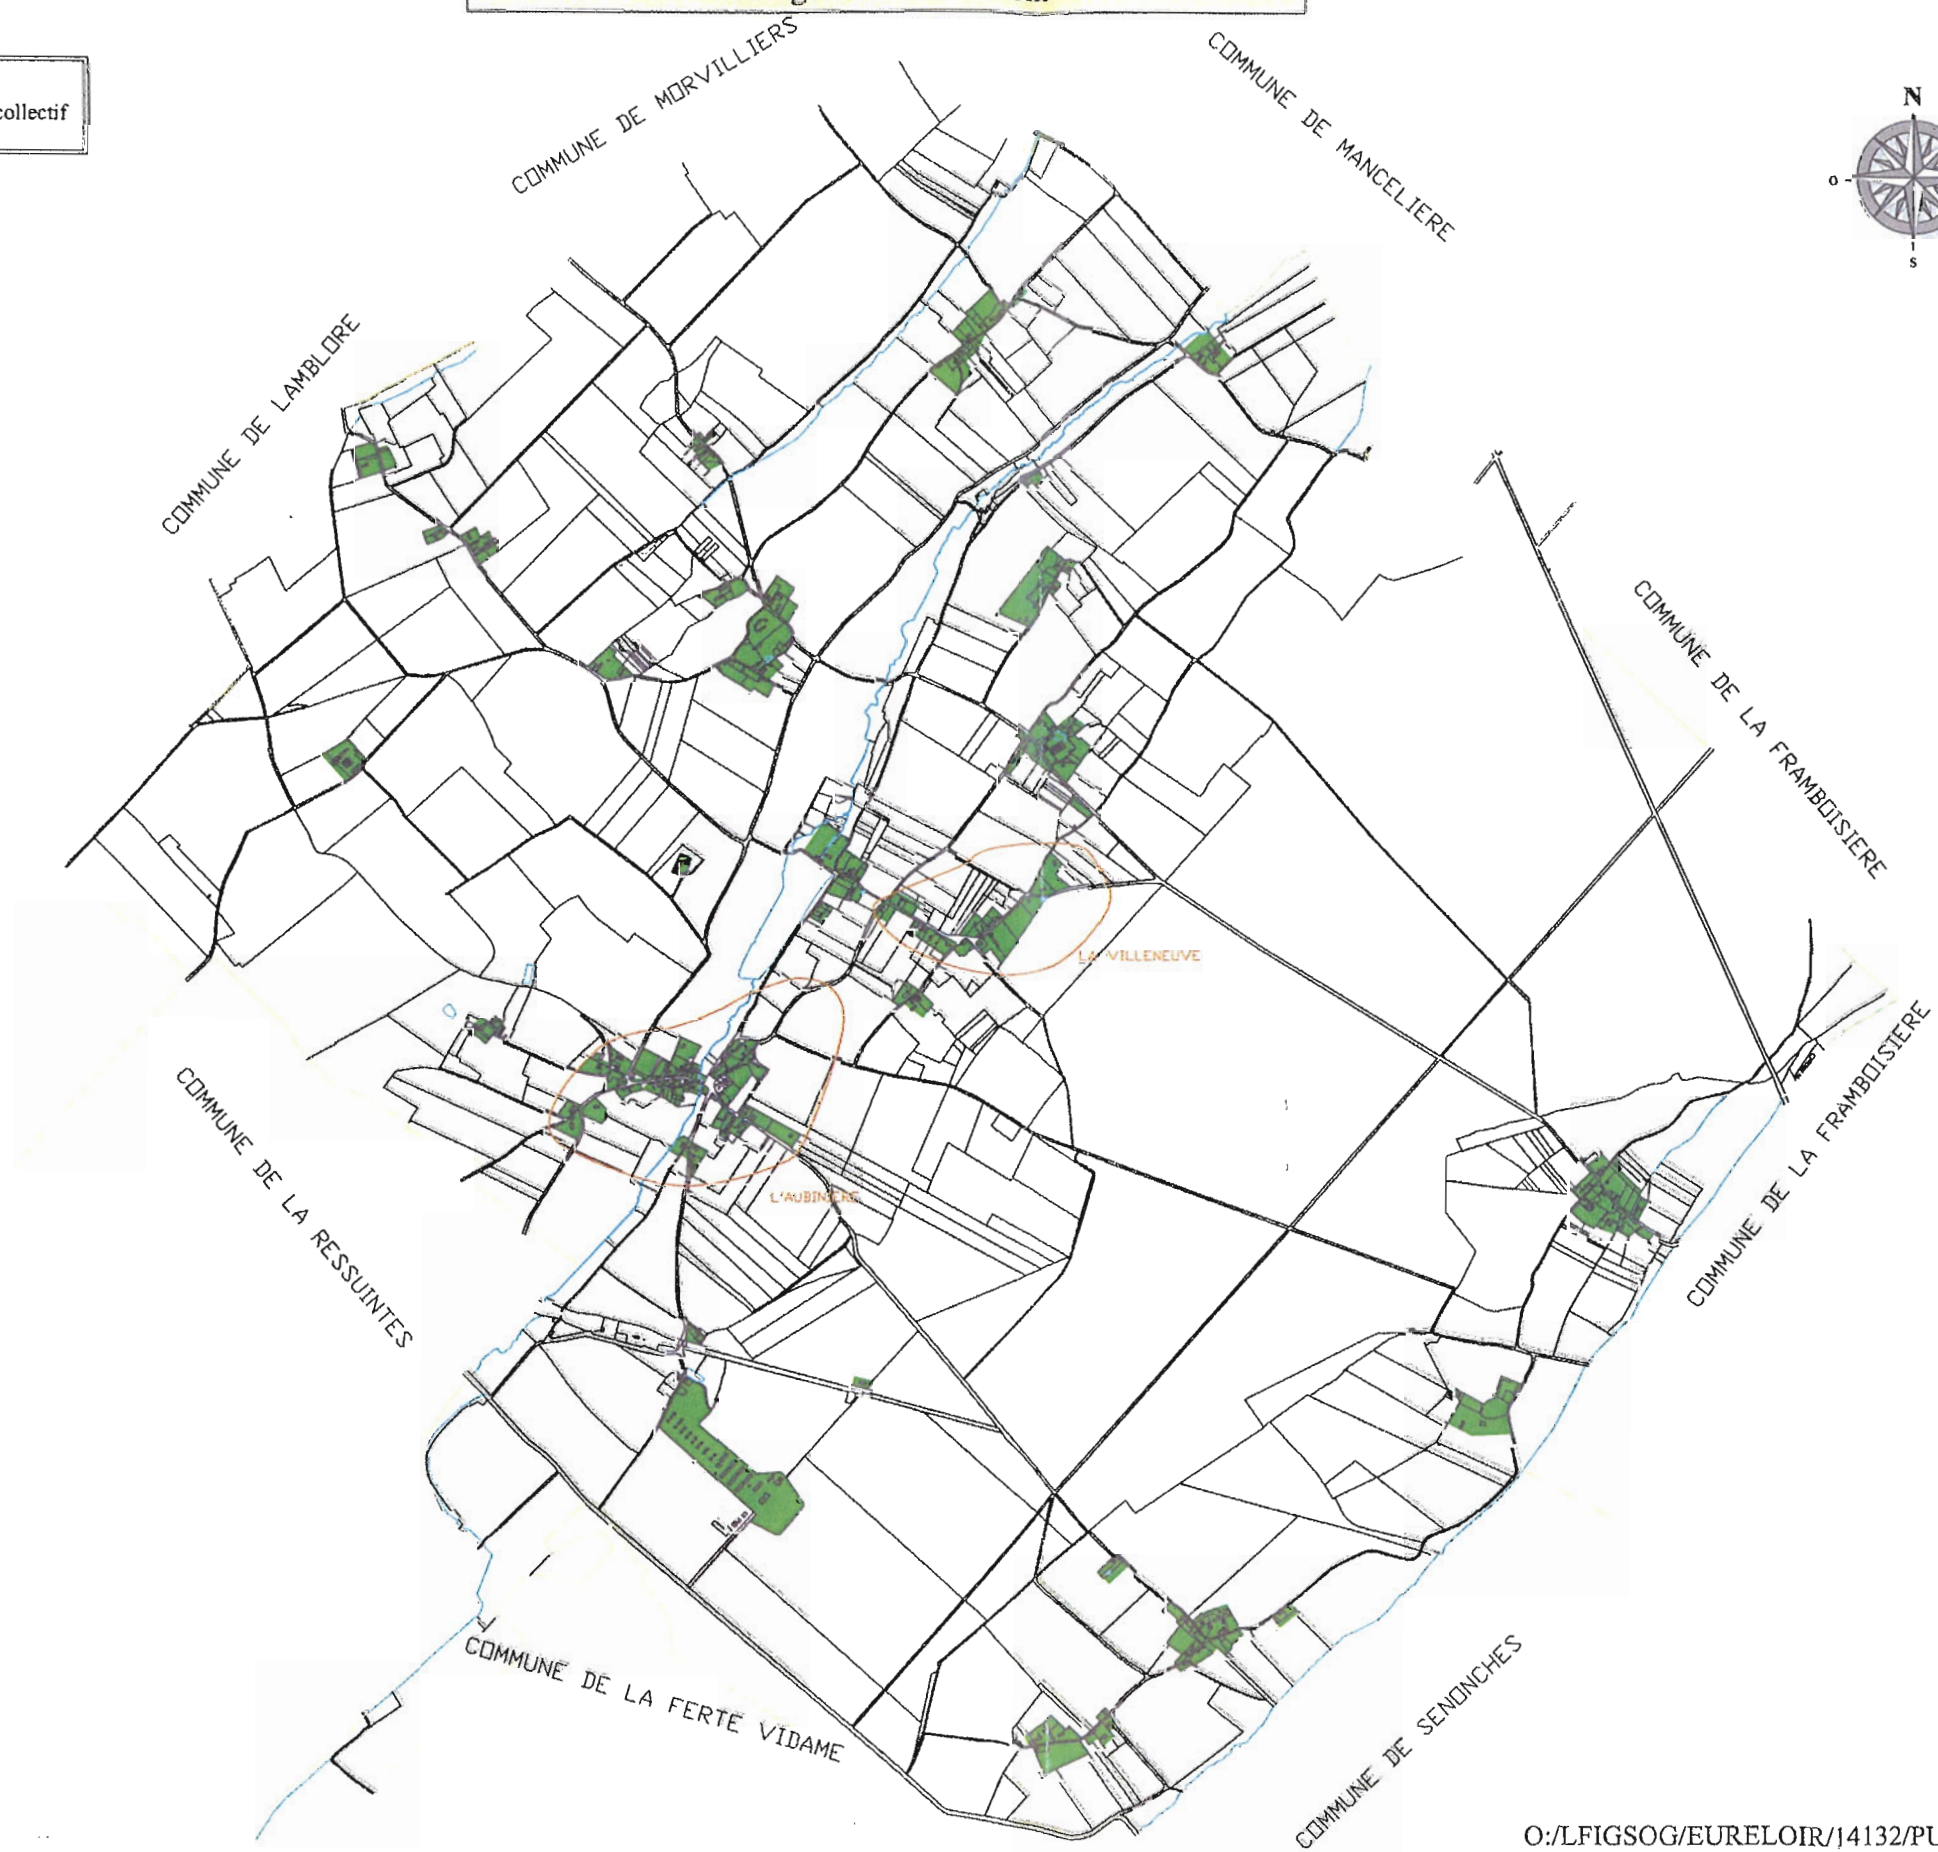 COMMUNE DE MORVILLIERS
COMMUNE DE MANCELIERE
collectif
N
O
S
COMMUNE DE LAMBLORE
COMMUNE DE LA FRAMBOISIERE
LA VILLENEUVE
COMMUNE DE LA FRAMBOISIERE
COMMUNE DE LA RESSUINTES
L'AUBINIERE
COMMUNE DE LA FERTE VIDAME
COMMUNE DE SENONCHES
O:/LFIGSOG/EURELOIR/14132/PU